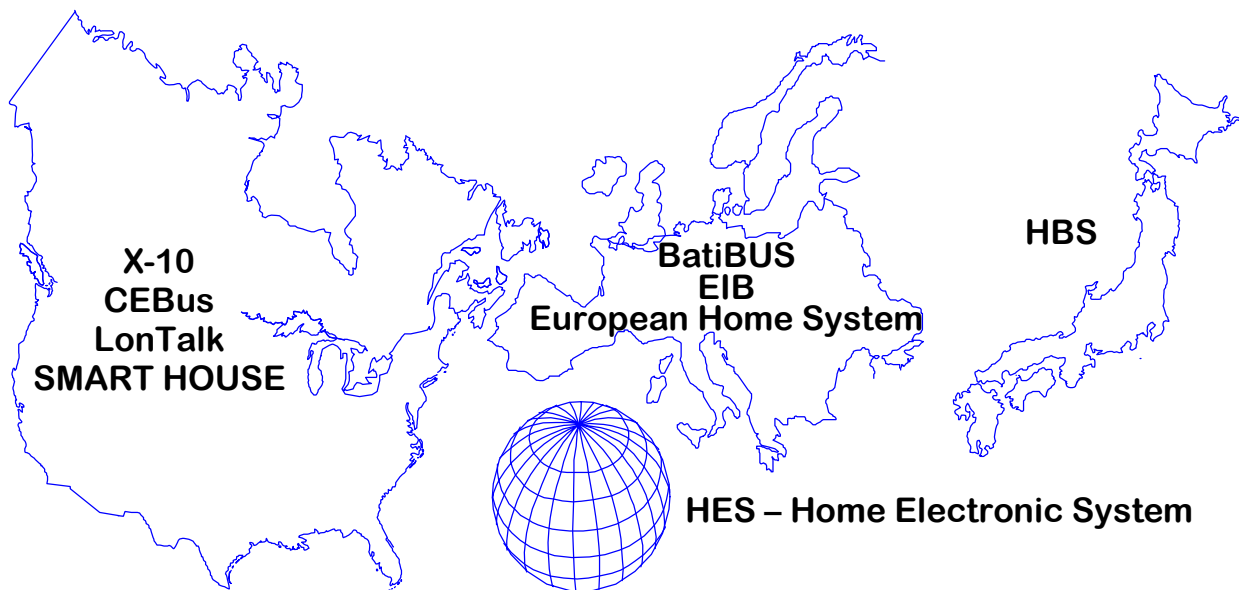 X-10
CEBus
LonTalk
SMART HOUSE
BatiBUS
EIB
European Home System
HBS
HES – Home Electronic System